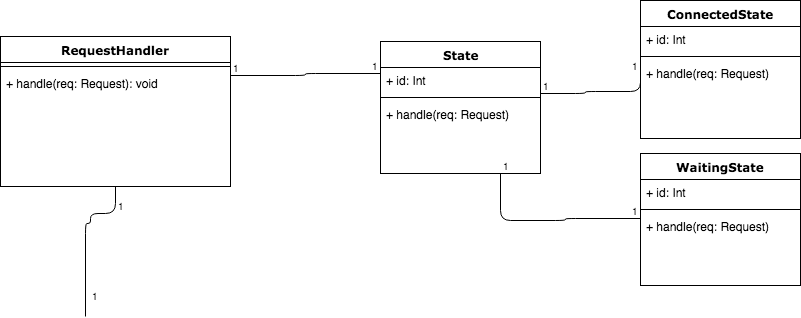 RequestHandler
+ handle(req: Request): void
1
1
State
+ id: Int
+ handle(req: Request)
1
1
ConnectedState
+ id: Int
1
+ handle(req: Request)
WaitingState
+ id: Int
1
+ handle(req: Request)
1
1